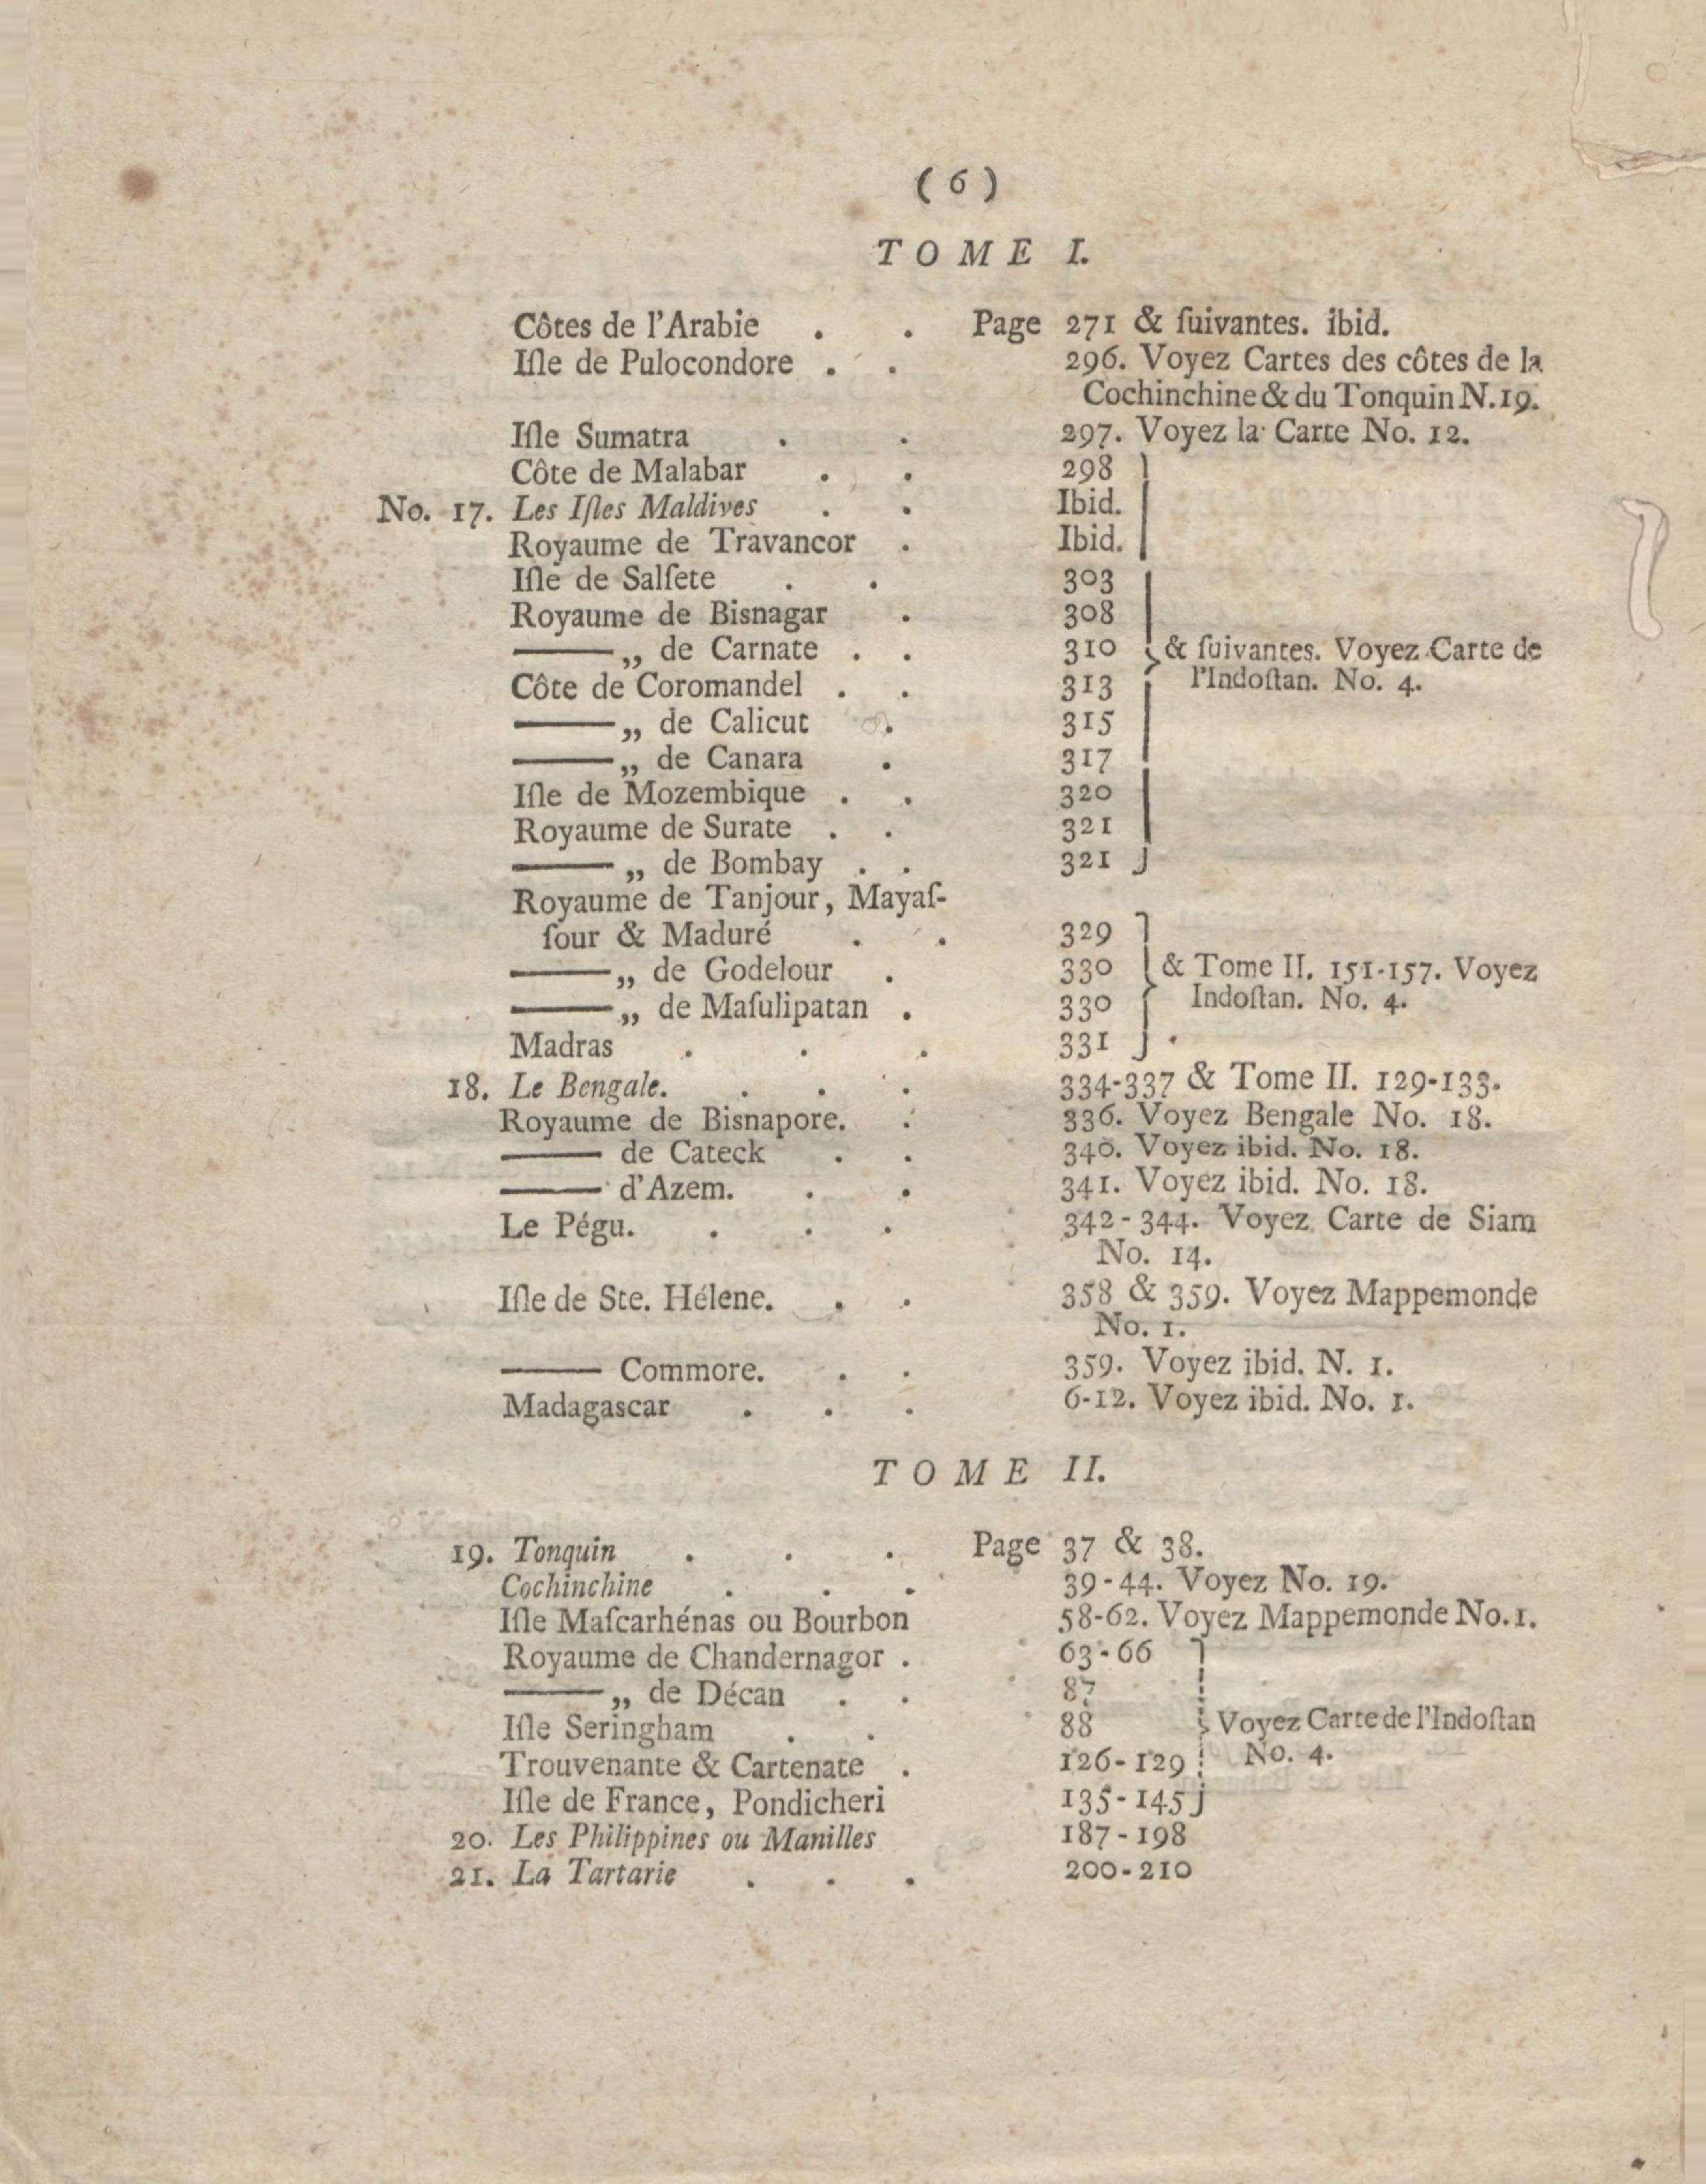 ( 6 )
TOME I.
Côtes de l'Arabie . . Page 271 & ſuivantes. ibid.
Iſle de Pulocondore . . 296. Voyez Cartes des côtes de la
Cochinchine & du Tonquin N. 19.
Iſle Sumatra . . 297. Voyez la Carte No. 12.
Côte de Malabar . . 298
No. 17. Les Iſles Maldives . . Ibid.
Royaume de Travancor . Ibid.
Iſle de Salſete . . 303
Royaume de Bisnagar . 308
——„ de Carnate . . 310 & ſuivantes. Voyez Carte de
Côte de Coromandel . . 313 l'Indoſtan. No. 4.
——„ de Calicut . 315
——„ de Canara . 317
Iſle de Mozembique . . 320
Royaume de Surate . . 321
——„ de Bombay . . 321
Royaume de Tanjour, Mayaſ-
ſour & Maduré . . 329
——„ de Godelour . 330 & Tome II. 151-157. Voyez
——„ de Maſulipatan . 330 Indoſtan. No. 4.
Madras . . . 331
18. Le Bengale. . . . 334-337 & Tome II. 129-133.
Royaume de Bisnapore. . 336. Voyez Bengale No. 18.
—— de Cateck . . 340. Voyez ibid. No. 18.
—— d'Azem. . . 341. Voyez ibid. No. 18.
Le Pégu. . . . 342-344. Voyez Carte de Siam
No. 14.
Iſle de Ste. Hélene. . . 358 & 359. Voyez Mappemonde
No. 1.
—— Commore. . . 359. Voyez ibid. N. 1.
Madagascar . . . 6-12. Voyez ibid. No. 1.
TOME II.
19. Tonquin . . . Page 37 & 38.
Cochinchine . . . 39-44. Voyez No. 19.
Iſle Maſcarhénas ou Bourbon 58-62. Voyez Mappemonde No. 1.
Royaume de Chandernagor . 63-66
——„ de Décan . . 87
Iſle Seringham . . 88 Voyez Carte de l'Indoſtan
Trouvenante & Cartenate . 126-129 No. 4.
Iſle de France, Pondicheri 135-145
20. Les Philippines ou Manilles 187-198
21. La Tartarie . . . 200-210